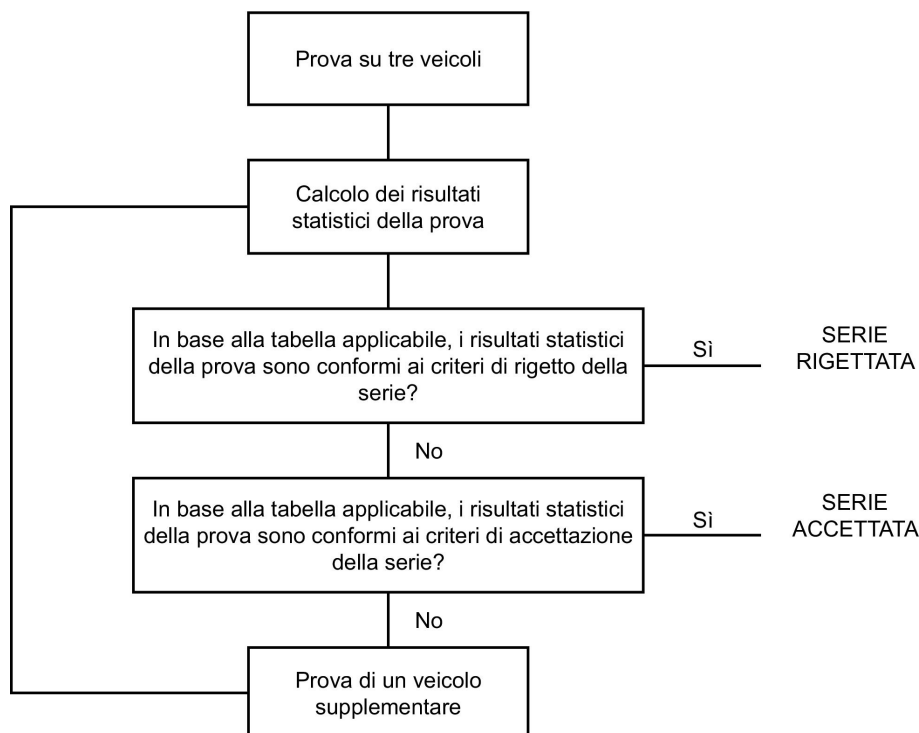 Prova su tre veicoli
Calcolo dei risultati
statistici della prova
In base alla tabella applicabile, i risultati statistici
della prova sono conformi ai criteri di rigetto della
serie?
Sì
SERIE
RIGETTATA
No
In base alla tabella applicabile, i risultati statistici
della prova sono conformi ai criteri di accettazione
della serie?
Sì
SERIE
ACCETTATA
No
Prova di un veicolo
supplementare